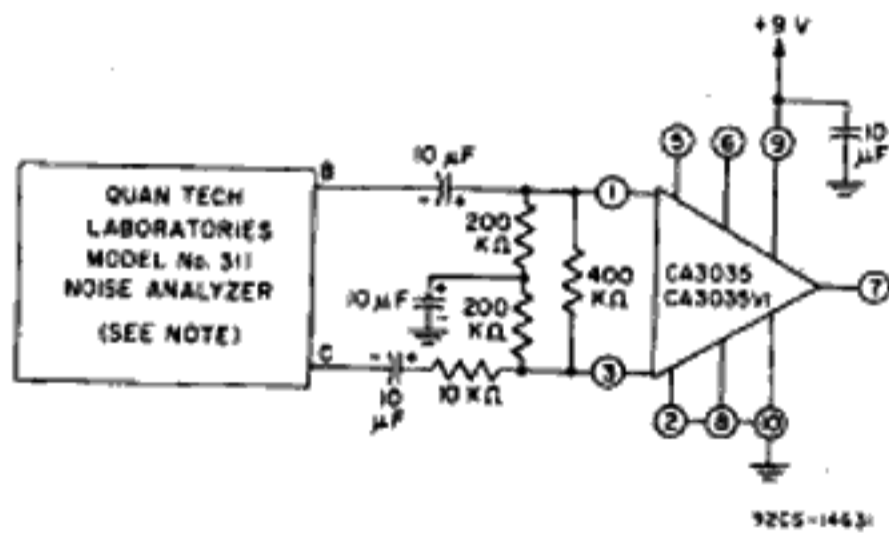 +9 V
10 µF
5
6
9
10 µF
B
QUAN TECH
LABORATORIES
MODEL No. 311
NOISE ANALYZER
(SEE NOTE)
10 µF
+
-
1
200 KΩ
400 KΩ
CA3035
CA3035V1
7
10 µF
+
-
200 KΩ
C
- +
10 µF
10 KΩ
3
2
8
10
92CS-14631